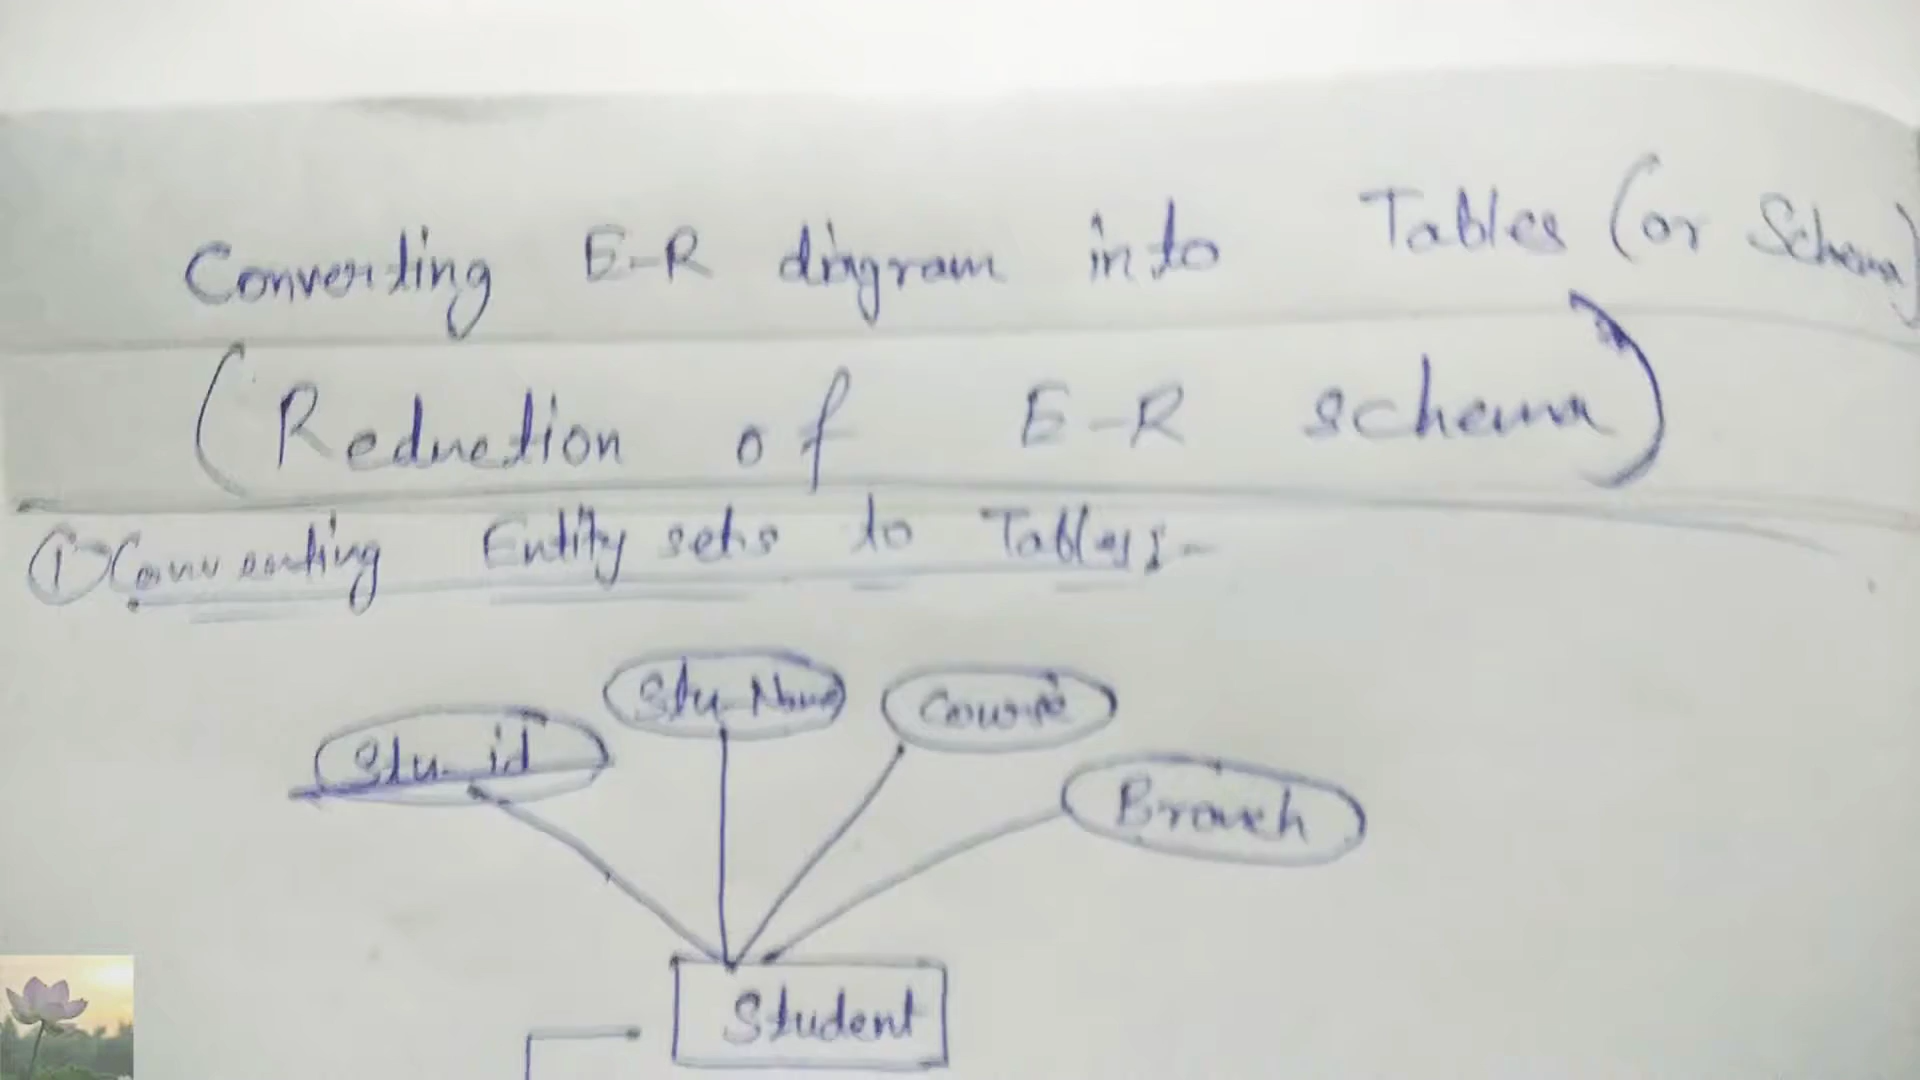 Converting E-R diagram into Tables (or Schema)
(Reduction of E-R schema)
① Converting Entity sets to Tables:-
Stu-Name
Course
Stu-id
Branch
Student